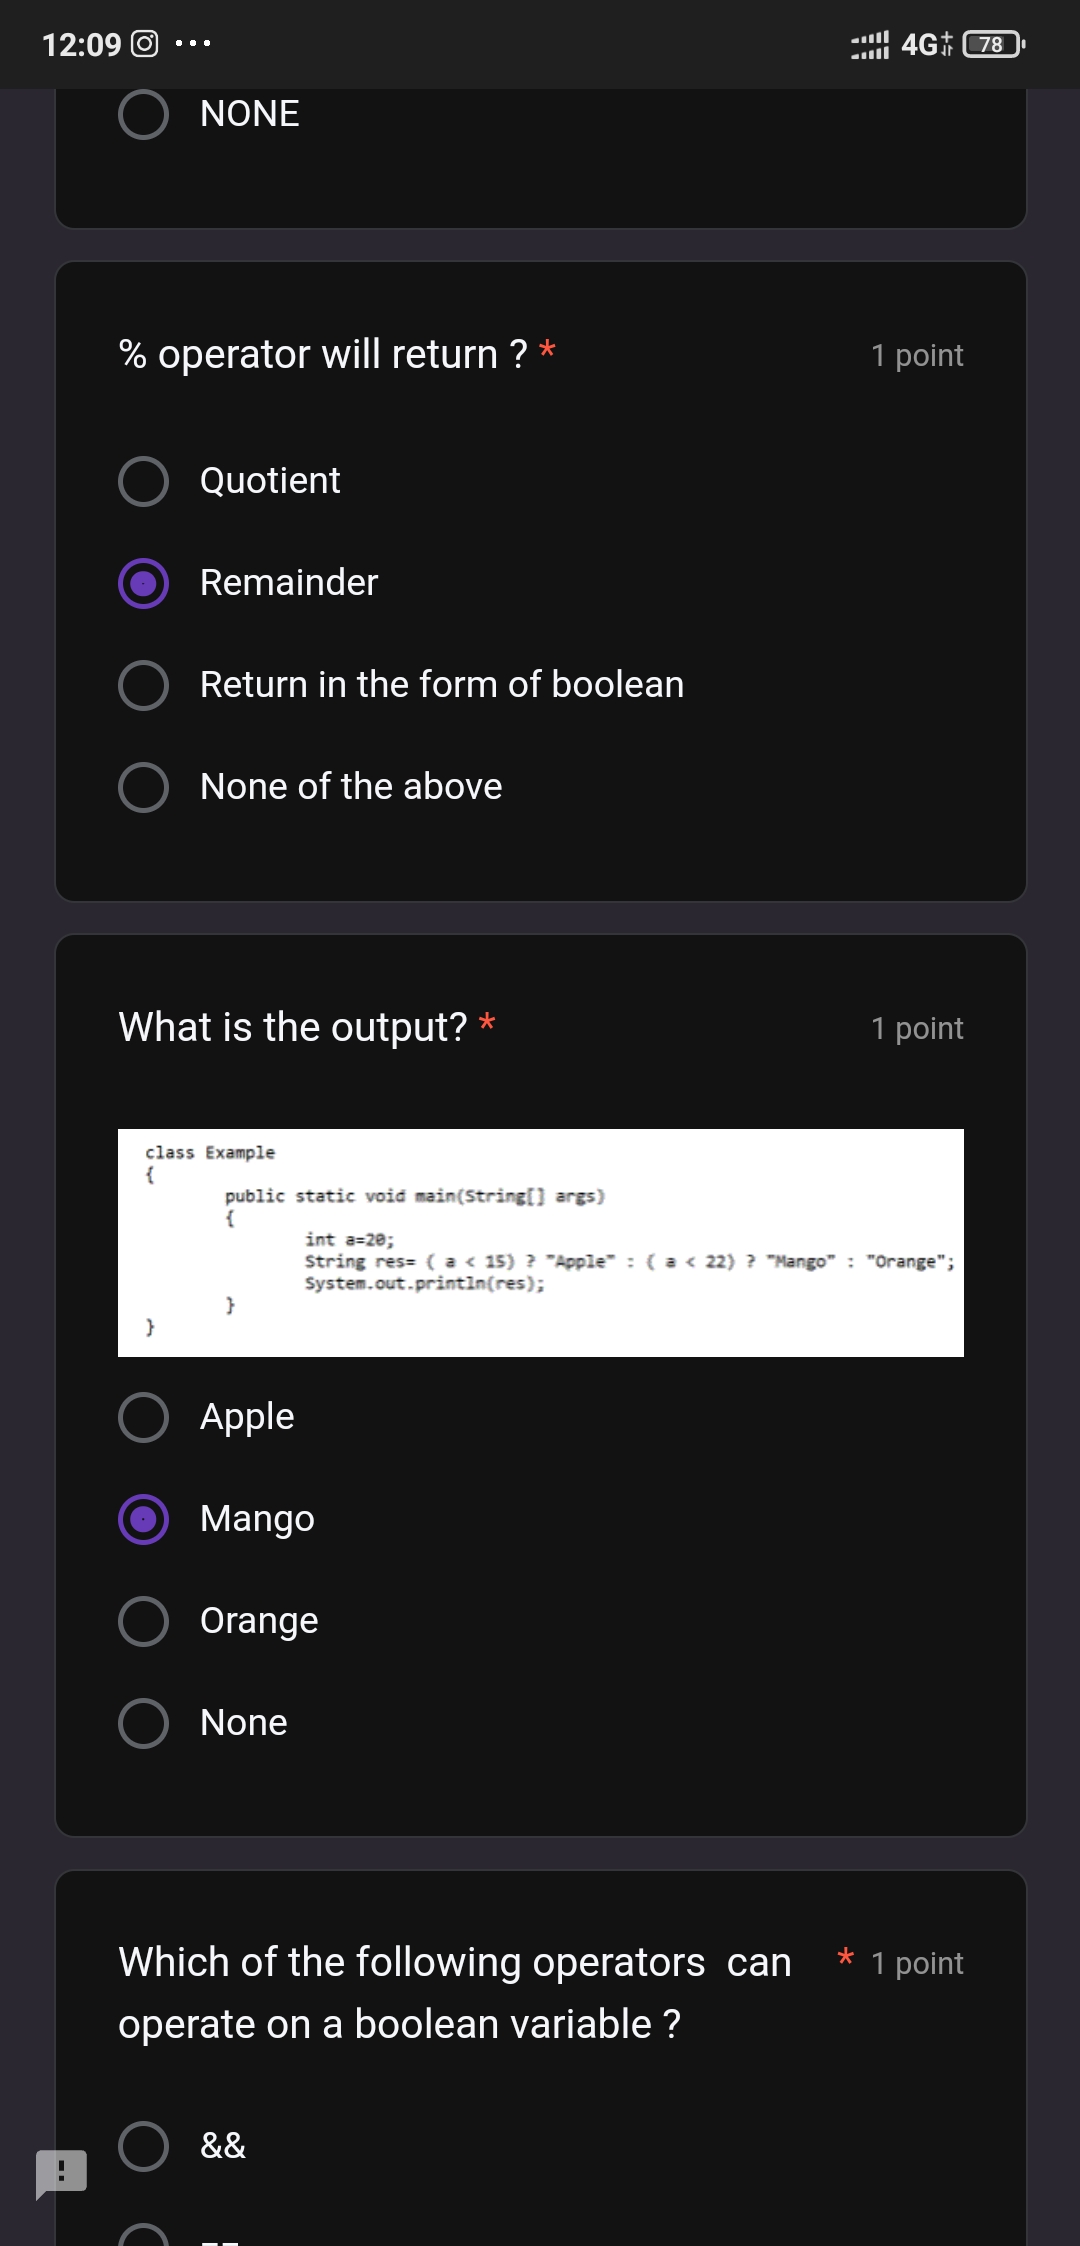 12:09
4G 78
NONE
% operator will return ? * 1 point
Quotient
Remainder
Return in the form of boolean
None of the above
What is the output? * 1 point
class Example
{
public static void main(String[] args)
{
int a=20;
String res= ( a < 15) ? "Apple" : ( a < 22) ? "Mango" : "Orange";
System.out.println(res);
}
}
Apple
Mango
Orange
None
Which of the following operators can * 1 point
operate on a boolean variable ?
&&